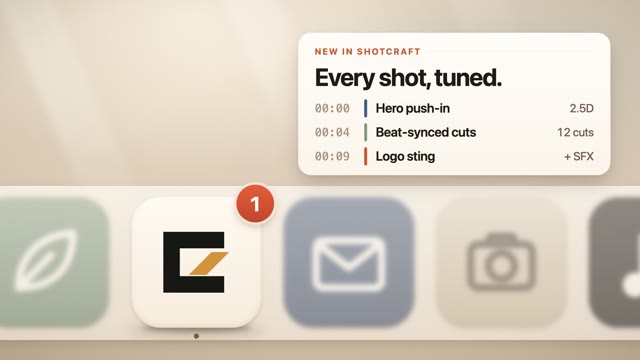 NEW IN SHOTCRAFT
Every shot, tuned.
00:00 Hero push-in 2.5D
00:04 Beat-synced cuts 12 cuts
00:09 Logo sting + SFX
1